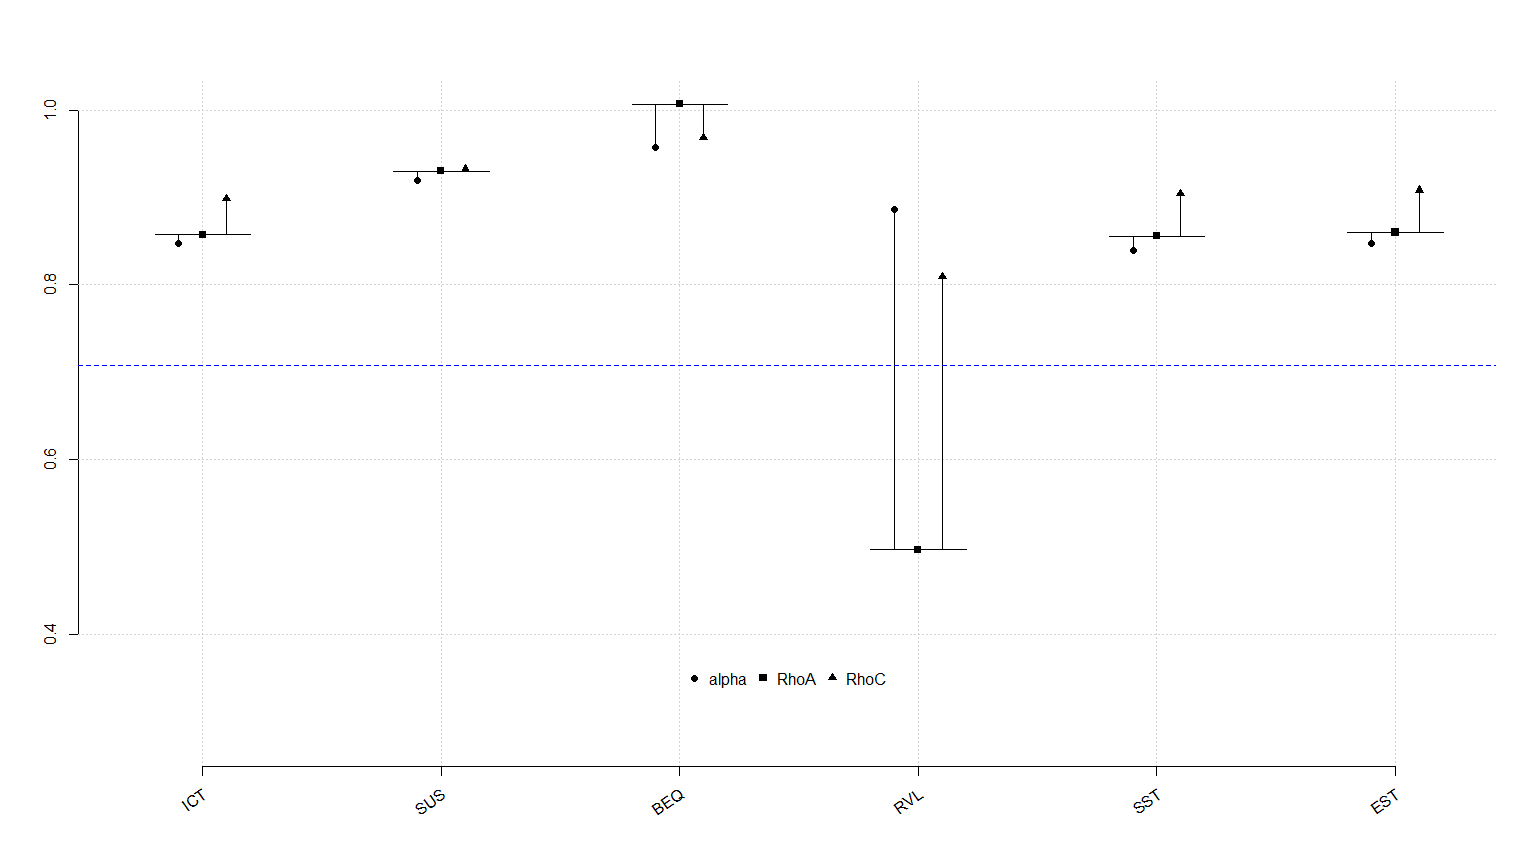 1.0
0.8
0.6
0.4
alpha RhoA RhoC
ICT SUS BEQ RVL SST EST